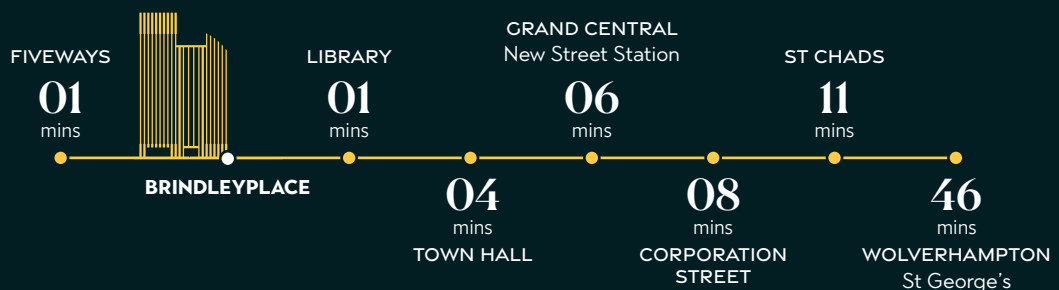 FIVEWAYS
01
mins
BRINDLEYPLACE
LIBRARY
01
mins
04
mins
TOWN HALL
GRAND CENTRAL
New Street Station
06
mins
08
mins
CORPORATION
STREET
ST CHADS
11
mins
46
mins
WOLVERHAMPTON
St George's